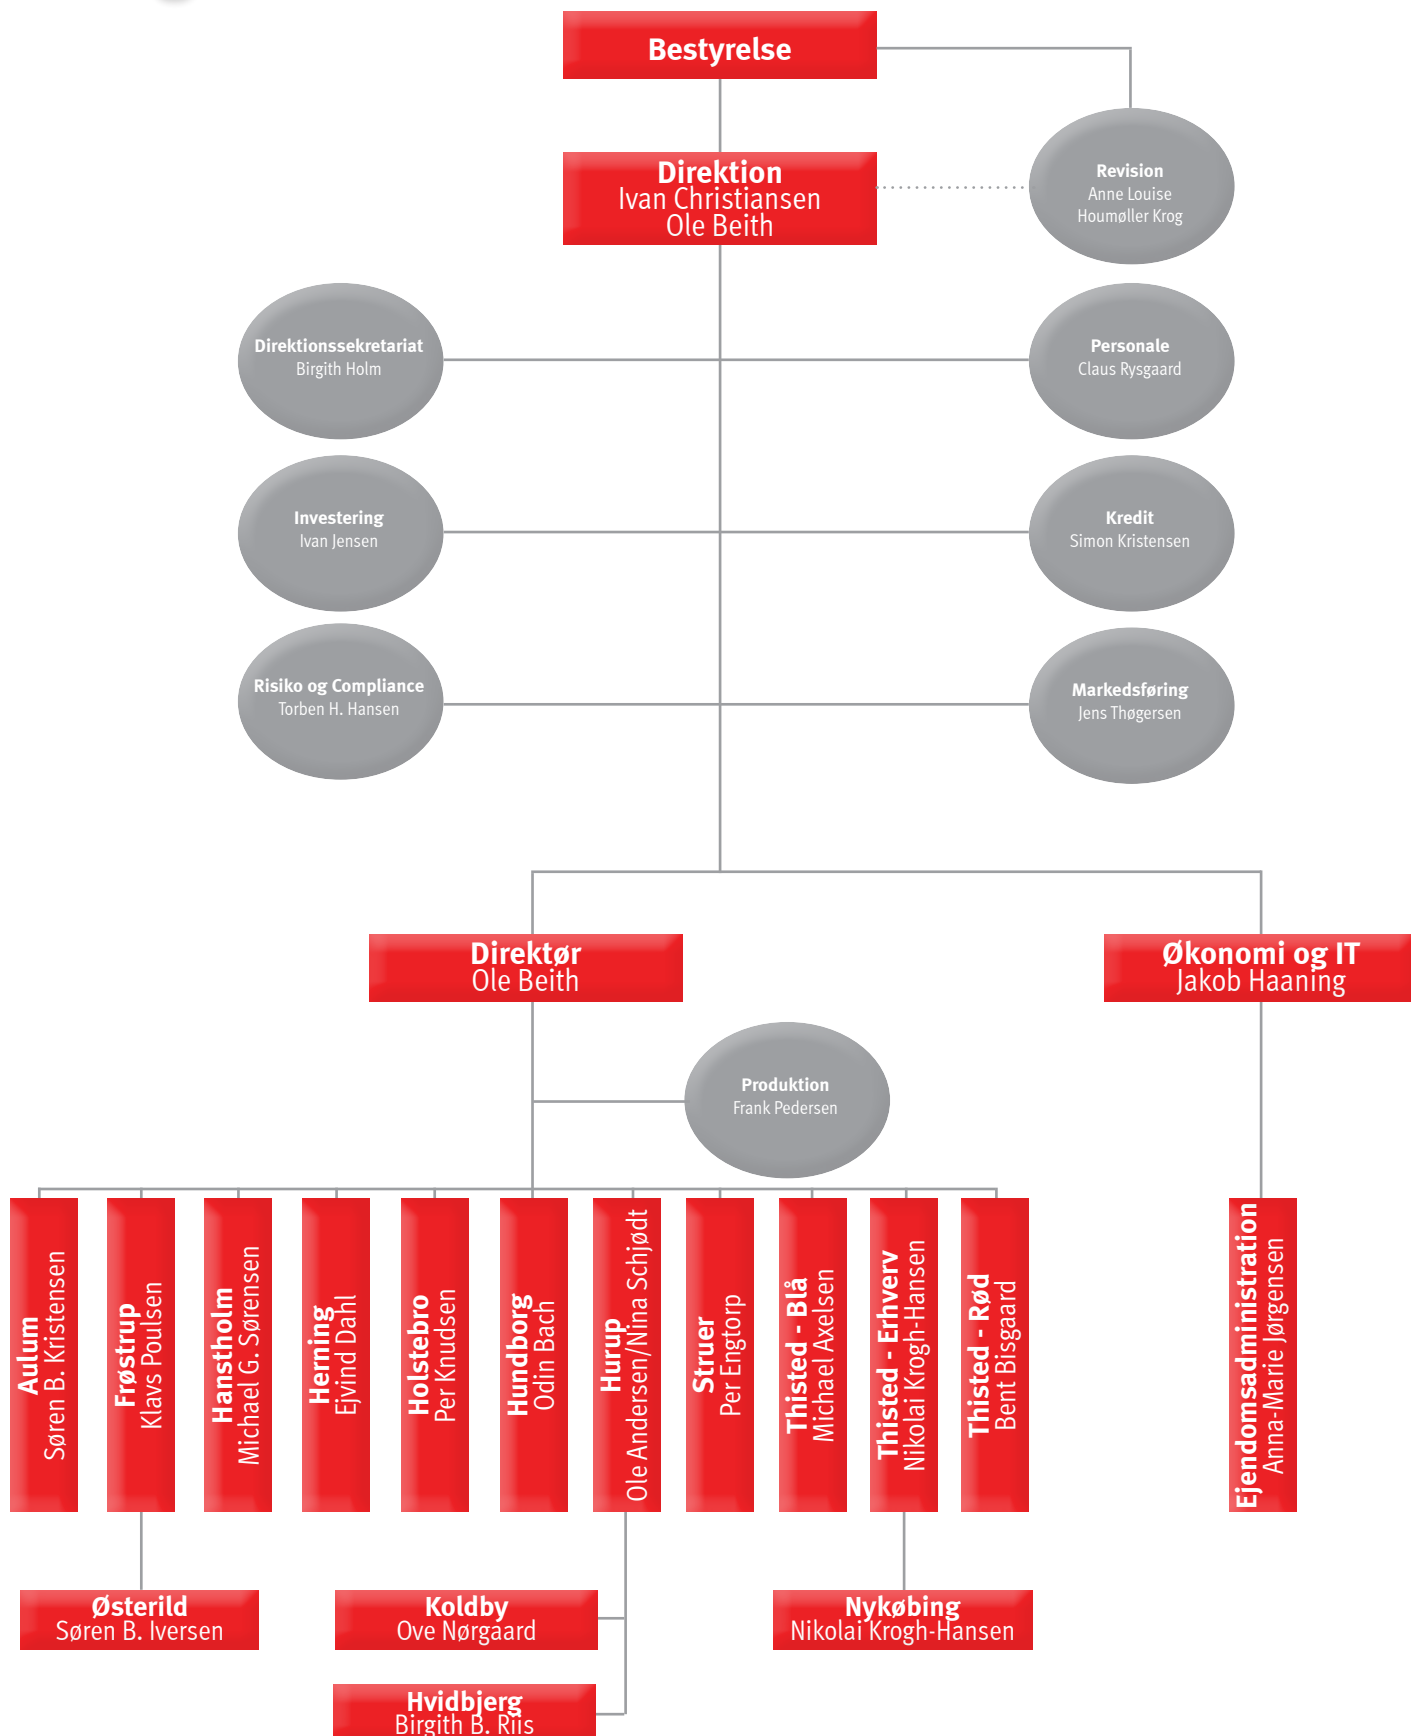 Bestyrelse
Direktion
Ivan Christiansen
Ole Beith
Revision
Anne Louise
Houmøller Krog
Direktionssekretariat
Birgith Holm
Personale
Claus Rysgaard
Investering
Ivan Jensen
Kredit
Simon Kristensen
Risiko og Compliance
Torben H. Hansen
Markedsføring
Jens Thøgersen
Direktør
Ole Beith
Økonomi og IT
Jakob Haaning
Produktion
Frank Pedersen
Aulum
Søren B. Kristensen
Frøstrup
Klavs Poulsen
Hanstholm
Michael G. Sørensen
Herning
Ejvind Dahl
Holstebro
Per Knudsen
Hundborg
Odin Bach
Hurup
Ole Andersen/Nina Schjødt
Struer
Per Engtorp
Thisted - Blå
Michael Axelsen
Thisted - Erhverv
Nikolai Krogh-Hansen
Thisted - Rød
Bent Bisgaard
Ejendomsadministration
Anna-Marie Jørgensen
Østerild
Søren B. Iversen
Koldby
Ove Nørgaard
Nykøbing
Nikolai Krogh-Hansen
Hvidbjerg
Birgith B. Riis